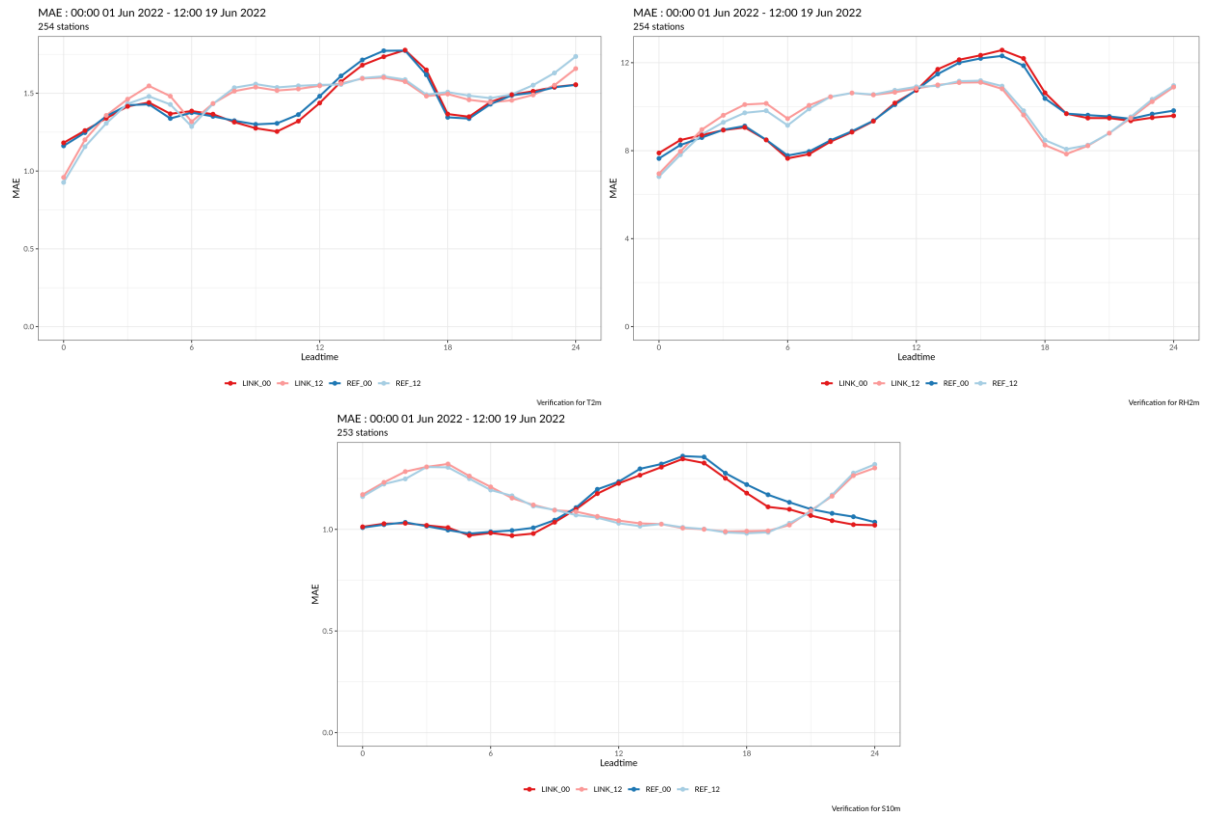 MAE : 00:00 01 Jun 2022 - 12:00 19 Jun 2022
254 stations
MAE
1.5
1.0
0.5
0.0
0 6 12 18 24
Leadtime
LINK_00 LINK_12 REF_00 REF_12
Verification for T2m
MAE : 00:00 01 Jun 2022 - 12:00 19 Jun 2022
254 stations
MAE
12
8
4
0
0 6 12 18 24
Leadtime
LINK_00 LINK_12 REF_00 REF_12
Verification for RH2m
MAE : 00:00 01 Jun 2022 - 12:00 19 Jun 2022
253 stations
MAE
1.0
0.5
0.0
0 6 12 18 24
Leadtime
LINK_00 LINK_12 REF_00 REF_12
Verification for S10m